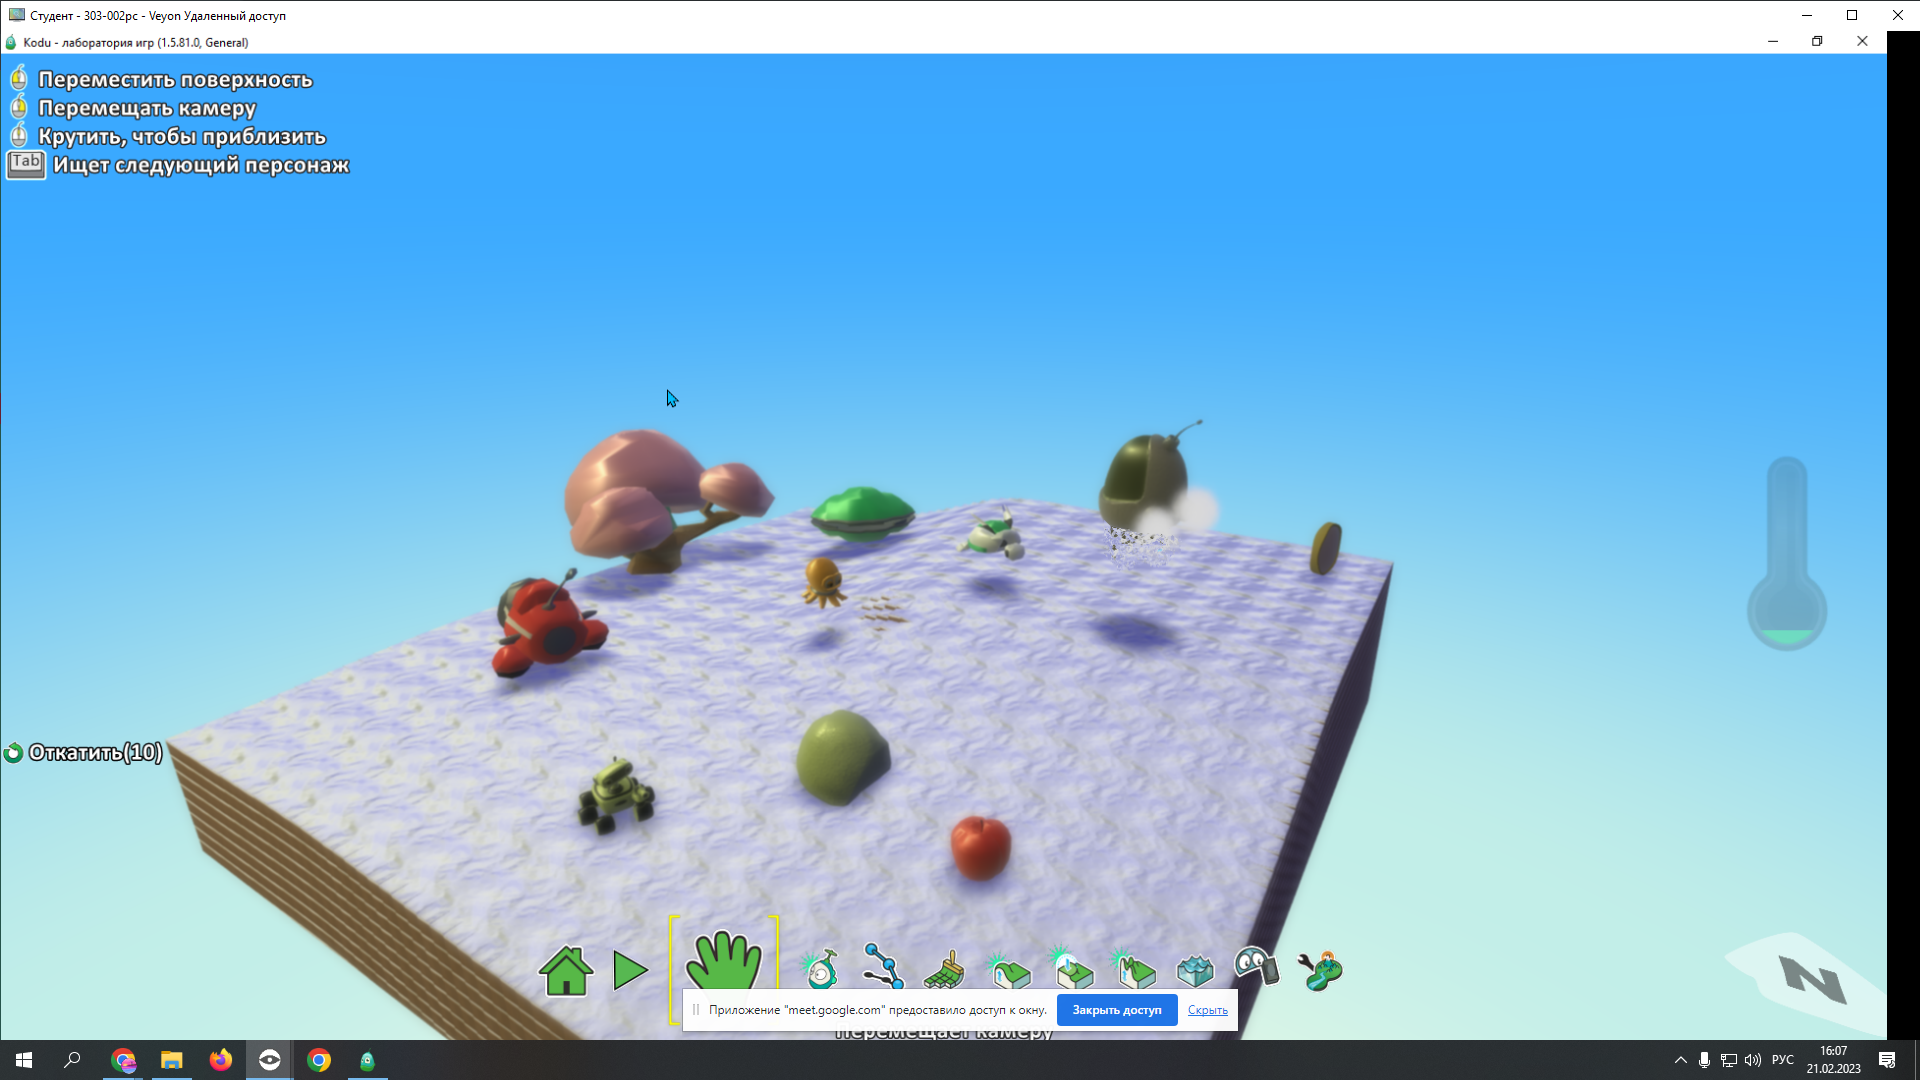 Студент - 303-002pc - Veyon Удаленный доступ
Kodu - лаборатория игр (1.5.81.0, General)
Переместить поверхность
Перемещать камеру
Крутить, чтобы приблизить
Tab Ищет следующий персонаж
Откатить(10)
N
Приложение "meet.google.com" предоставило доступ к окну. Закрыть доступ Скрыть
Перемещает камеру
РУС
16:07
21.02.2023